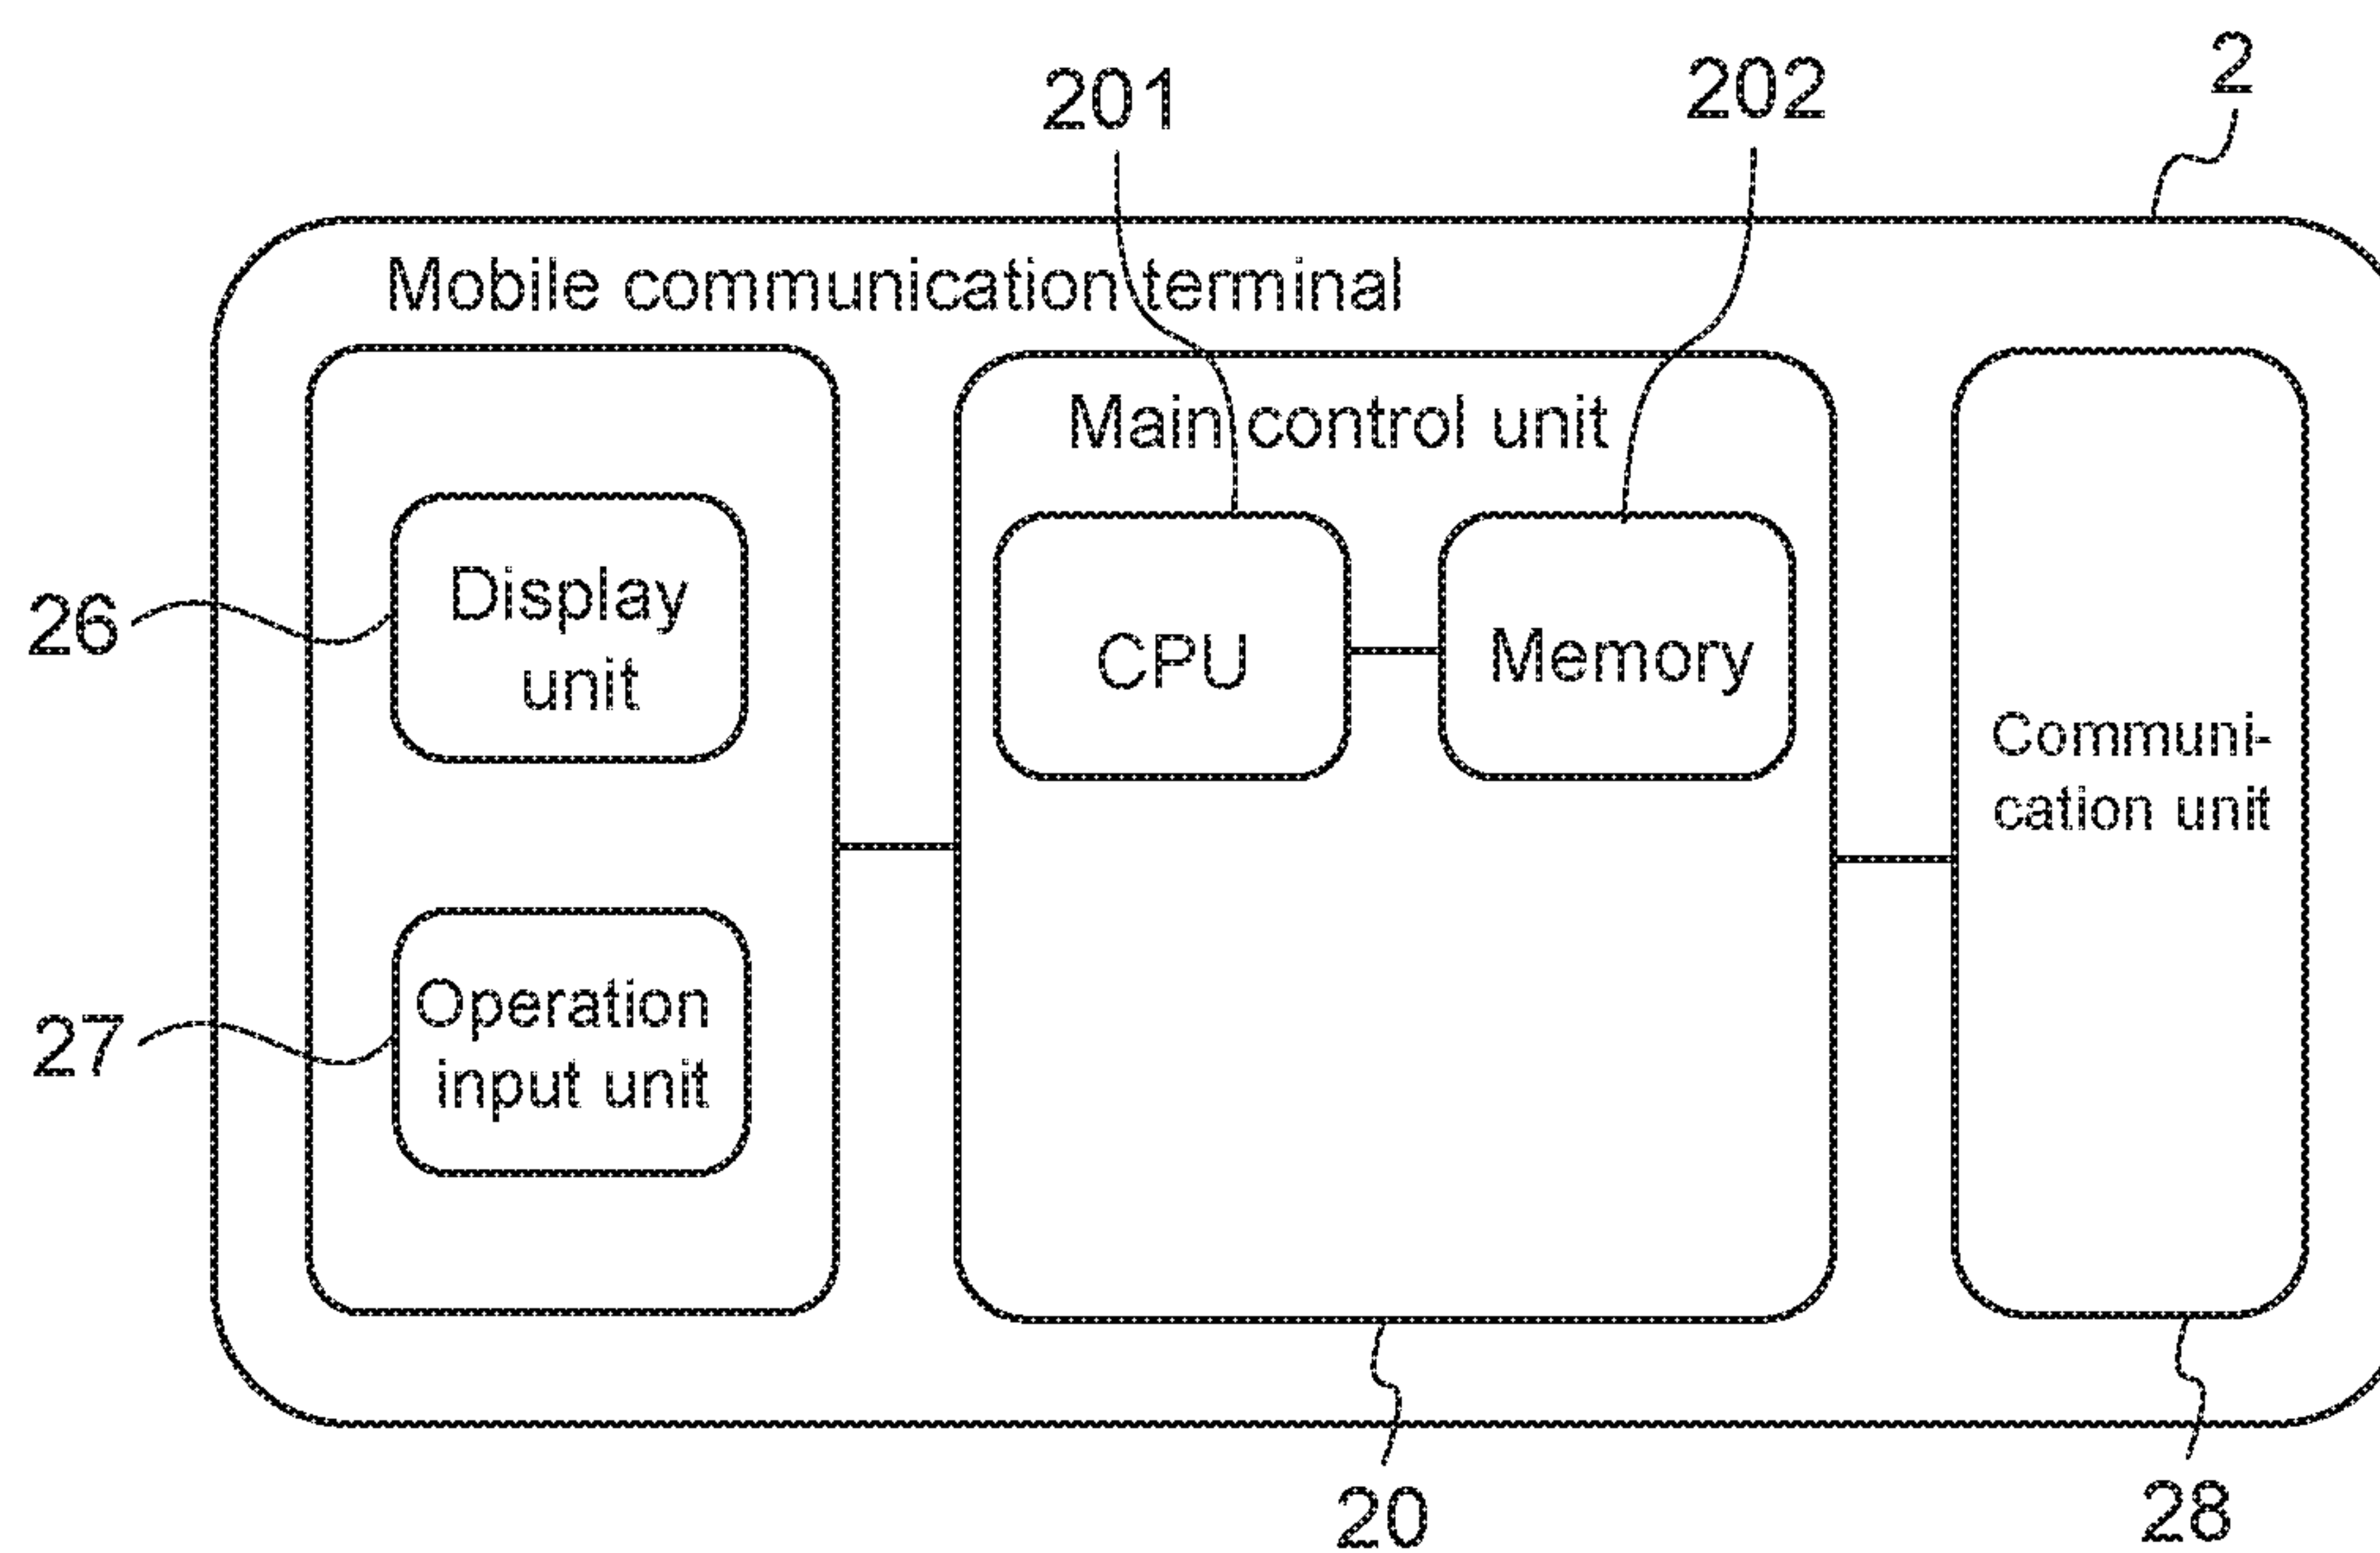 2
201
202
Mobile communication terminal
Main control unit
26
Display
unit
CPU
Memory
Communi-
cation unit
27
Operation
input unit
20
28